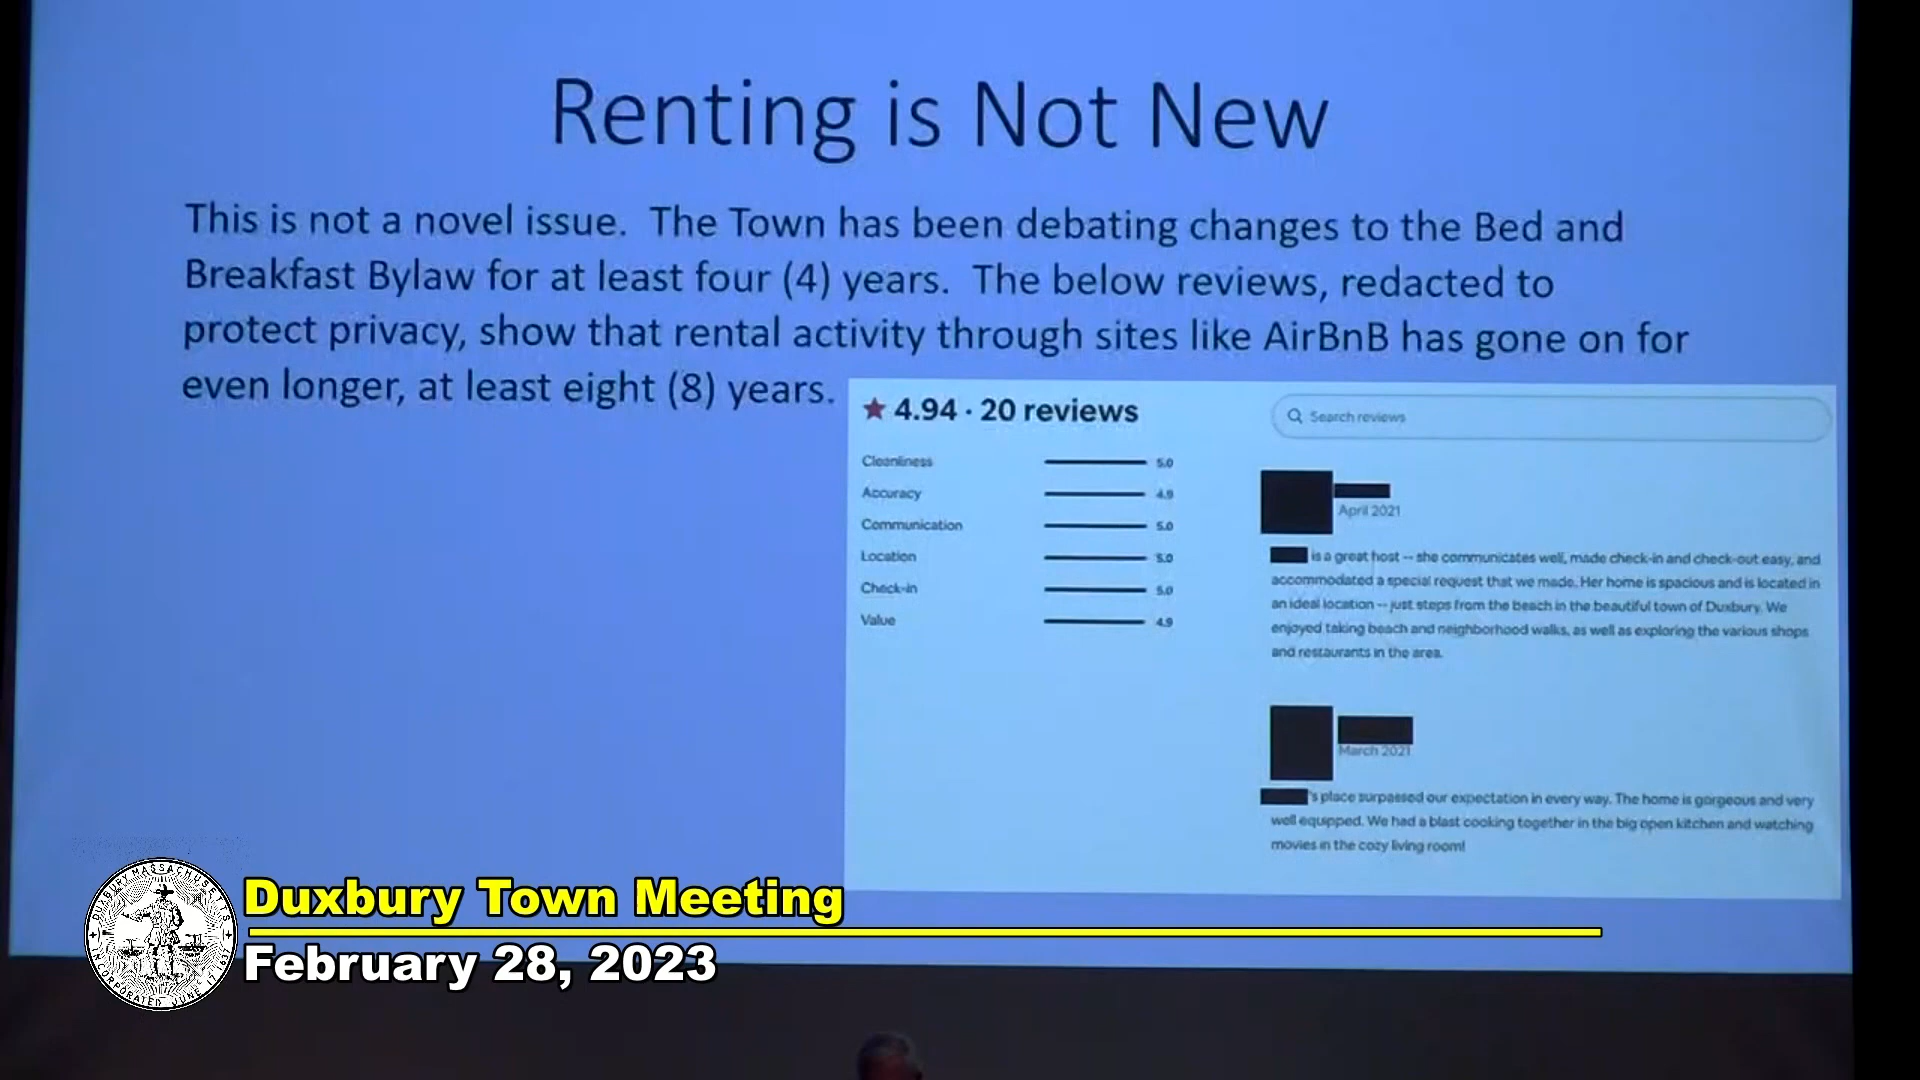 Renting is Not New
This is not a novel issue. The Town has been debating changes to the Bed and
Breakfast Bylaw for at least four (4) years. The below reviews, redacted to
protect privacy, show that rental activity through sites like AirBnB has gone on for
even longer, at least eight (8) years.
★ 4.94 · 20 reviews
Search reviews
Cleanliness 5.0
Accuracy 4.9
Communication 5.0
Location 5.0
Check-in 5.0
Value 4.9
April 2021
is a great host -- she communicates well, made check-in and check-out easy, and
accommodated a special request that we made. Her home is spacious and is located in
an ideal location -- just steps from the beach in the beautiful town of Duxbury. We
enjoyed taking beach and neighborhood walks, as well as exploring the various shops
and restaurants in the area.
March 2021
's place surpassed our expectation in every way. The home is gorgeous and very
well equipped. We had a blast cooking together in the big open kitchen and watching
movies in the cozy living room!
DUXBURY MASSACHUSETTS
INCORPORATED JUNE 17 1637
Duxbury Town Meeting
February 28, 2023